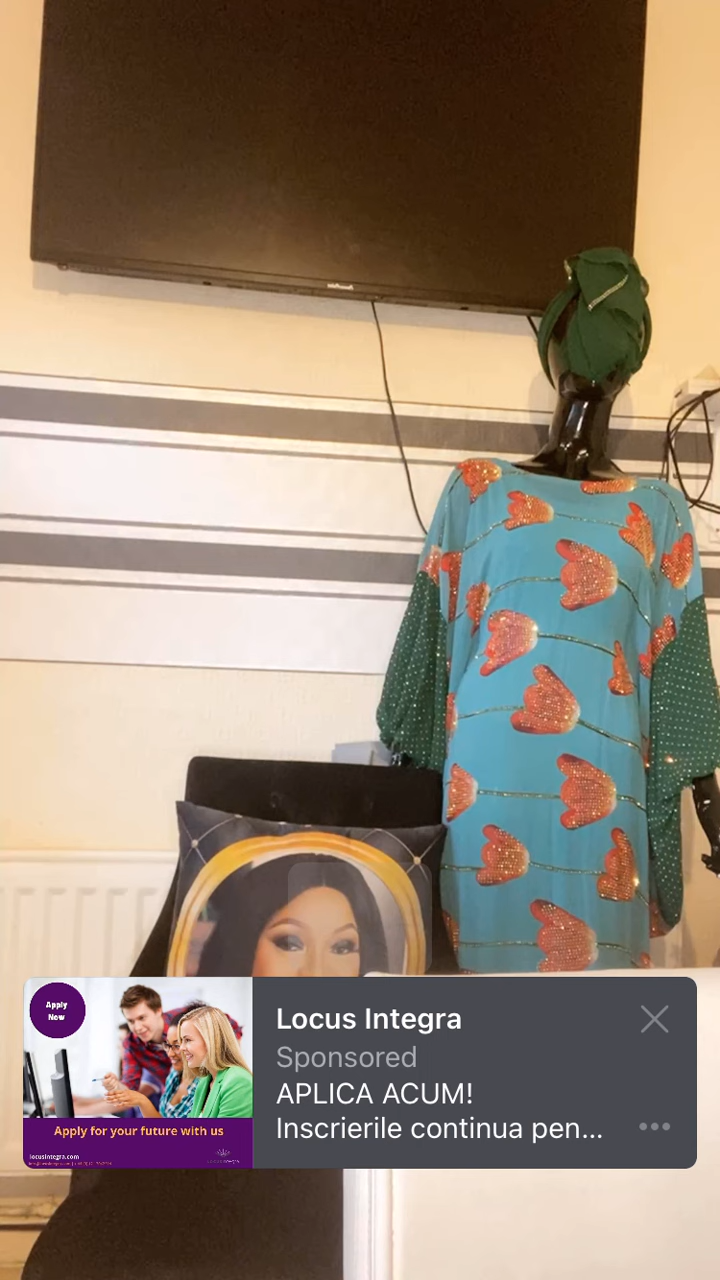 Apply
Now
Apply for your future with us
locusintegra.com
Locus Integra
Sponsored
APLICA ACUM!
Inscrierile continua pen...